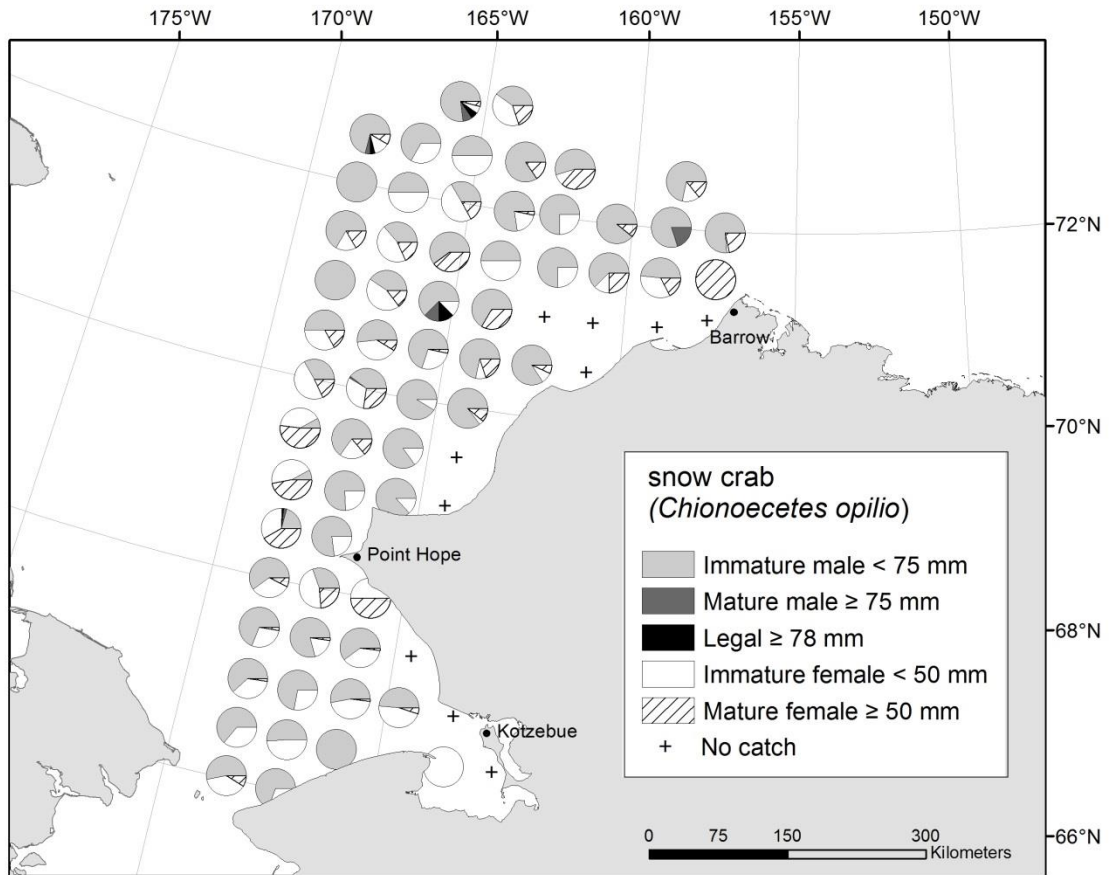 175°W 170°W 165°W 160°W 155°W 150°W
72°N
Barrow
70°N
snow crab
(Chionoecetes opilio)
Immature male < 75 mm
Point Hope
Mature male ≥ 75 mm
Legal ≥ 78 mm
68°N
Immature female < 50 mm
Mature female ≥ 50 mm
Kotzebue
+ No catch
0 75 150 300
Kilometers
66°N